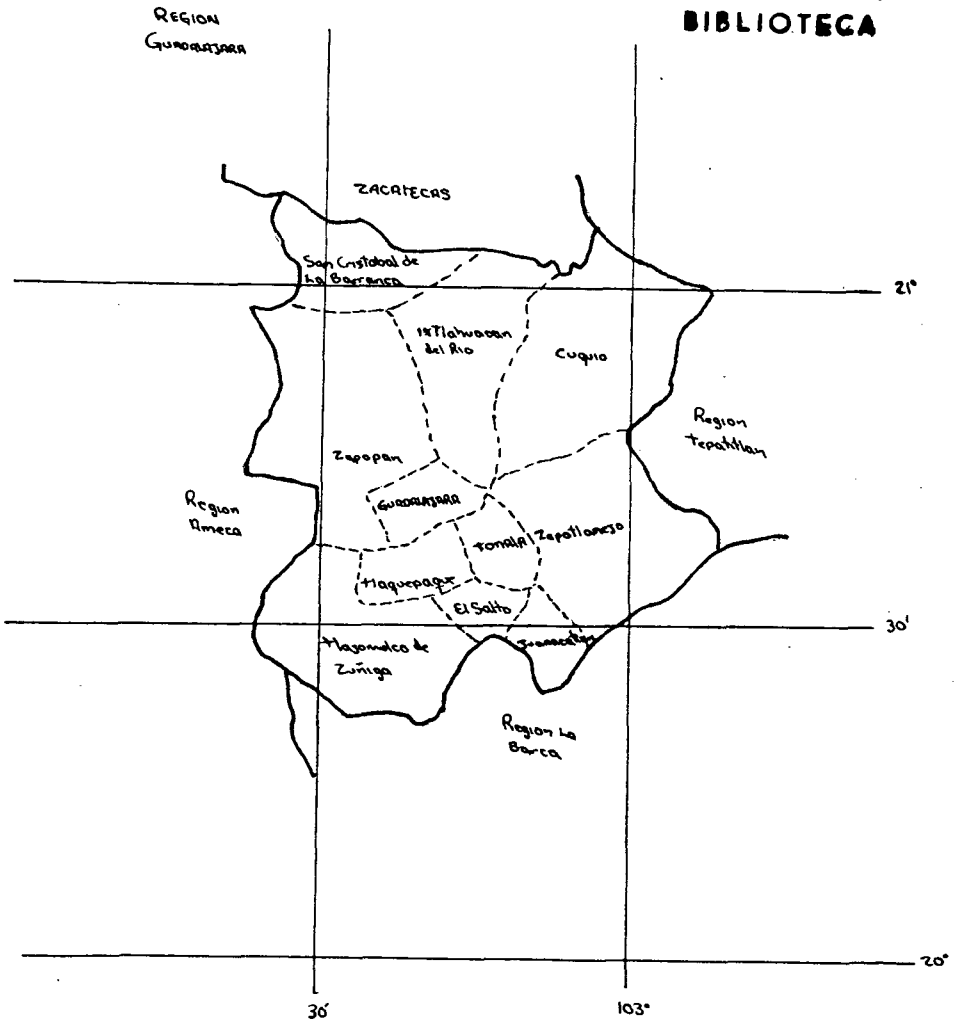 REGION
GUADALAJARA
BIBLIOTECA
ZACATECAS
San Cristobal de
La Barranca
21°
Ixtlahuacan
del Rio
Cuquio
Region
tepatitlan
Zapopan
GUADALAJARA
Region
Ameca
Tonala
Zapotlanejo
tlaquepaque
El Salto
30'
tlajomulco de
Zuñiga
Juanacatlan
Region La
Barca
20°
30'
103°